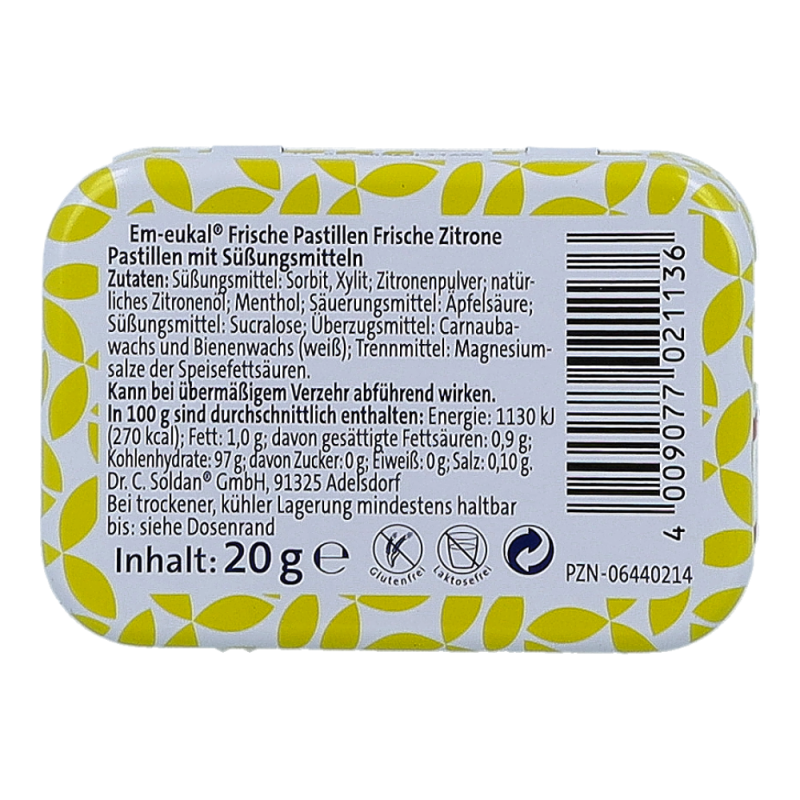 Em-eukal® Frische Pastillen Frische Zitrone
Pastillen mit Süßungsmitteln
Zutaten: Süßungsmittel: Sorbit, Xylit; Zitronenpulver; natür-
liches Zitronenöl; Menthol; Säuerungsmittel: Äpfelsäure;
Süßungsmittel: Sucralose; Überzugsmittel: Carnauba-
wachs und Bienenwachs (weiß); Trennmittel: Magnesium-
salze der Speisefettsäuren.
Kann bei übermäßigem Verzehr abführend wirken.
In 100 g sind durchschnittlich enthalten: Energie: 1130 kJ
(270 kcal); Fett: 1,0 g; davon gesättigte Fettsäuren: 0,9 g;
Kohlenhydrate: 97 g; davon Zucker: 0 g; Eiweiß: 0 g; Salz: 0,10 g.
Dr. C. Soldan® GmbH, 91325 Adelsdorf
Bei trockener, kühler Lagerung mindestens haltbar
bis: siehe Dosenrand
Inhalt: 20 g ℮
Glutenfrei
Laktosefrei
4 009077 021136
PZN-06440214